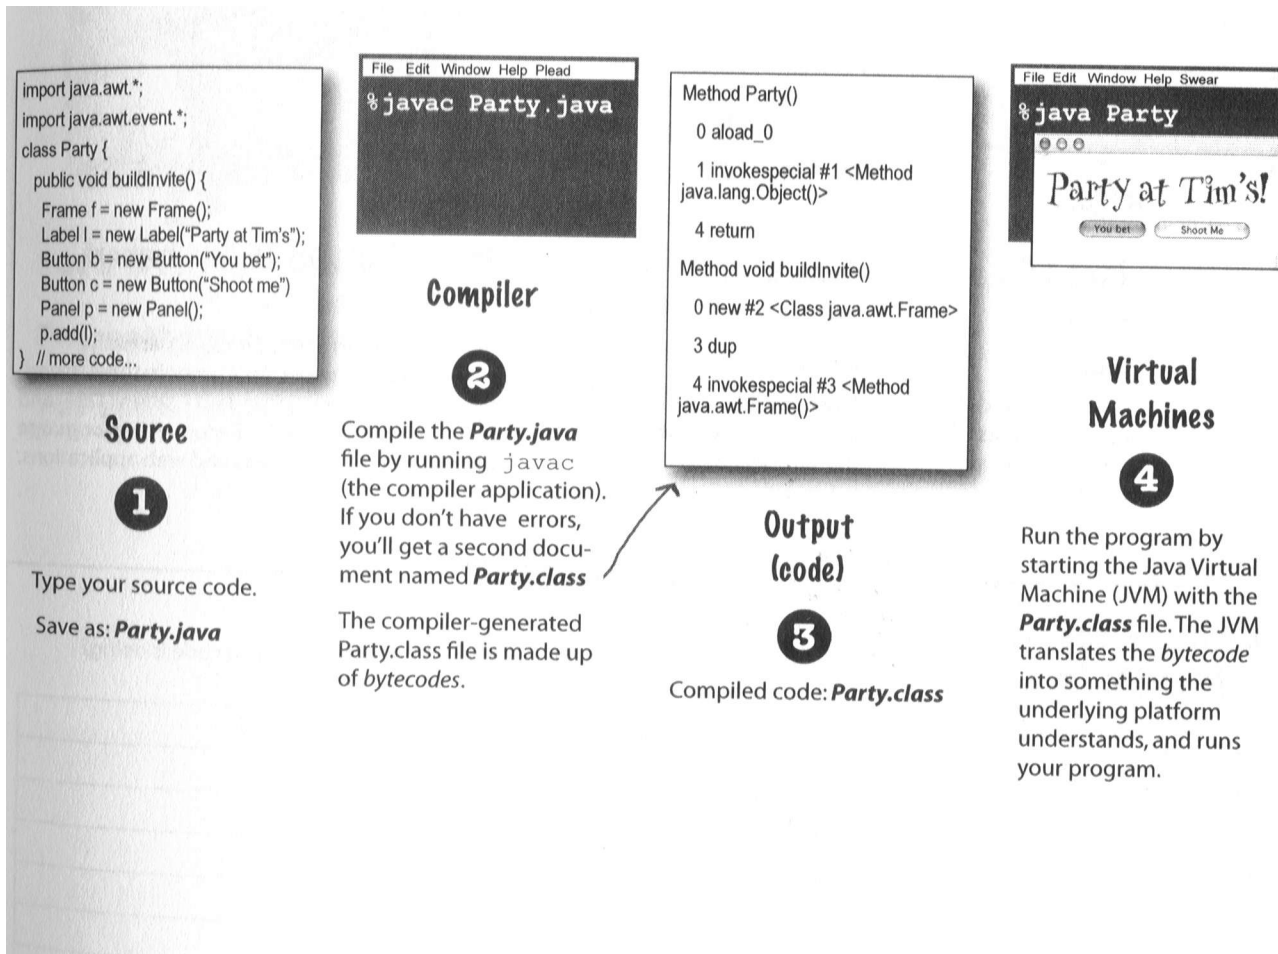 import java.awt.*;
import java.awt.event.*;
class Party {
public void buildInvite() {
Frame f = new Frame();
Label l = new Label("Party at Tim's");
Button b = new Button("You bet");
Button c = new Button("Shoot me")
Panel p = new Panel();
p.add(l);
} // more code...
Source
1
Type your source code.
Save as: Party.java
File Edit Window Help Plead
%javac Party.java
Compiler
2
Compile the Party.java
file by running javac
(the compiler application).
If you don't have errors,
you'll get a second docu-
ment named Party.class
The compiler-generated
Party.class file is made up
of bytecodes.
Method Party()
0 aload_0
1 invokespecial #1 <Method
java.lang.Object()>
4 return
Method void buildInvite()
0 new #2 <Class java.awt.Frame>
3 dup
4 invokespecial #3 <Method
java.awt.Frame()>
Output
(code)
3
Compiled code: Party.class
File Edit Window Help Swear
%java Party
Party at Tim's!
You bet Shoot Me
Virtual
Machines
4
Run the program by
starting the Java Virtual
Machine (JVM) with the
Party.class file. The JVM
translates the bytecode
into something the
underlying platform
understands, and runs
your program.